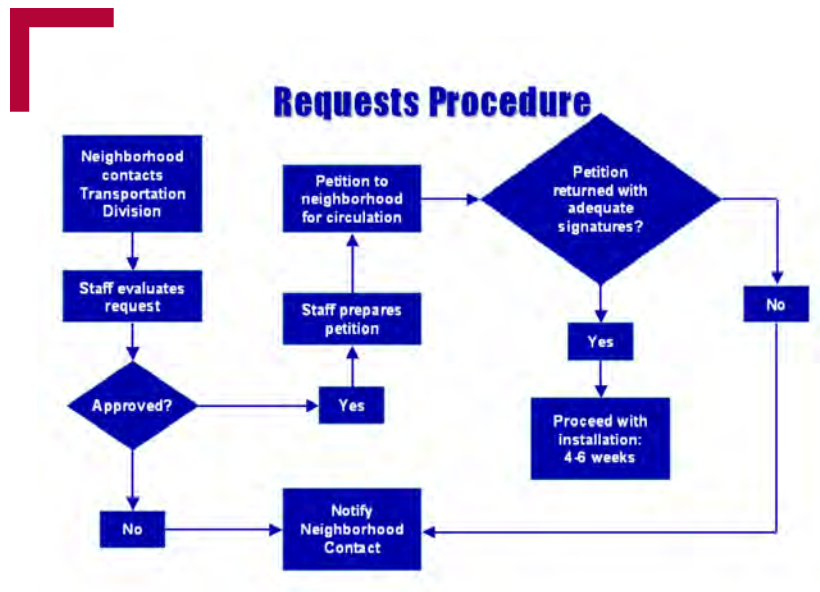 Requests Procedure
Neighborhood
contacts
Transportation
Division
Staff evaluates
request
Approved?
Yes
Staff prepares
petition
Petition to
neighborhood
for circulation
Petition
returned with
adequate
signatures?
Yes
Proceed with
installation:
4-6 weeks
No
No
Notify
Neighborhood
Contact